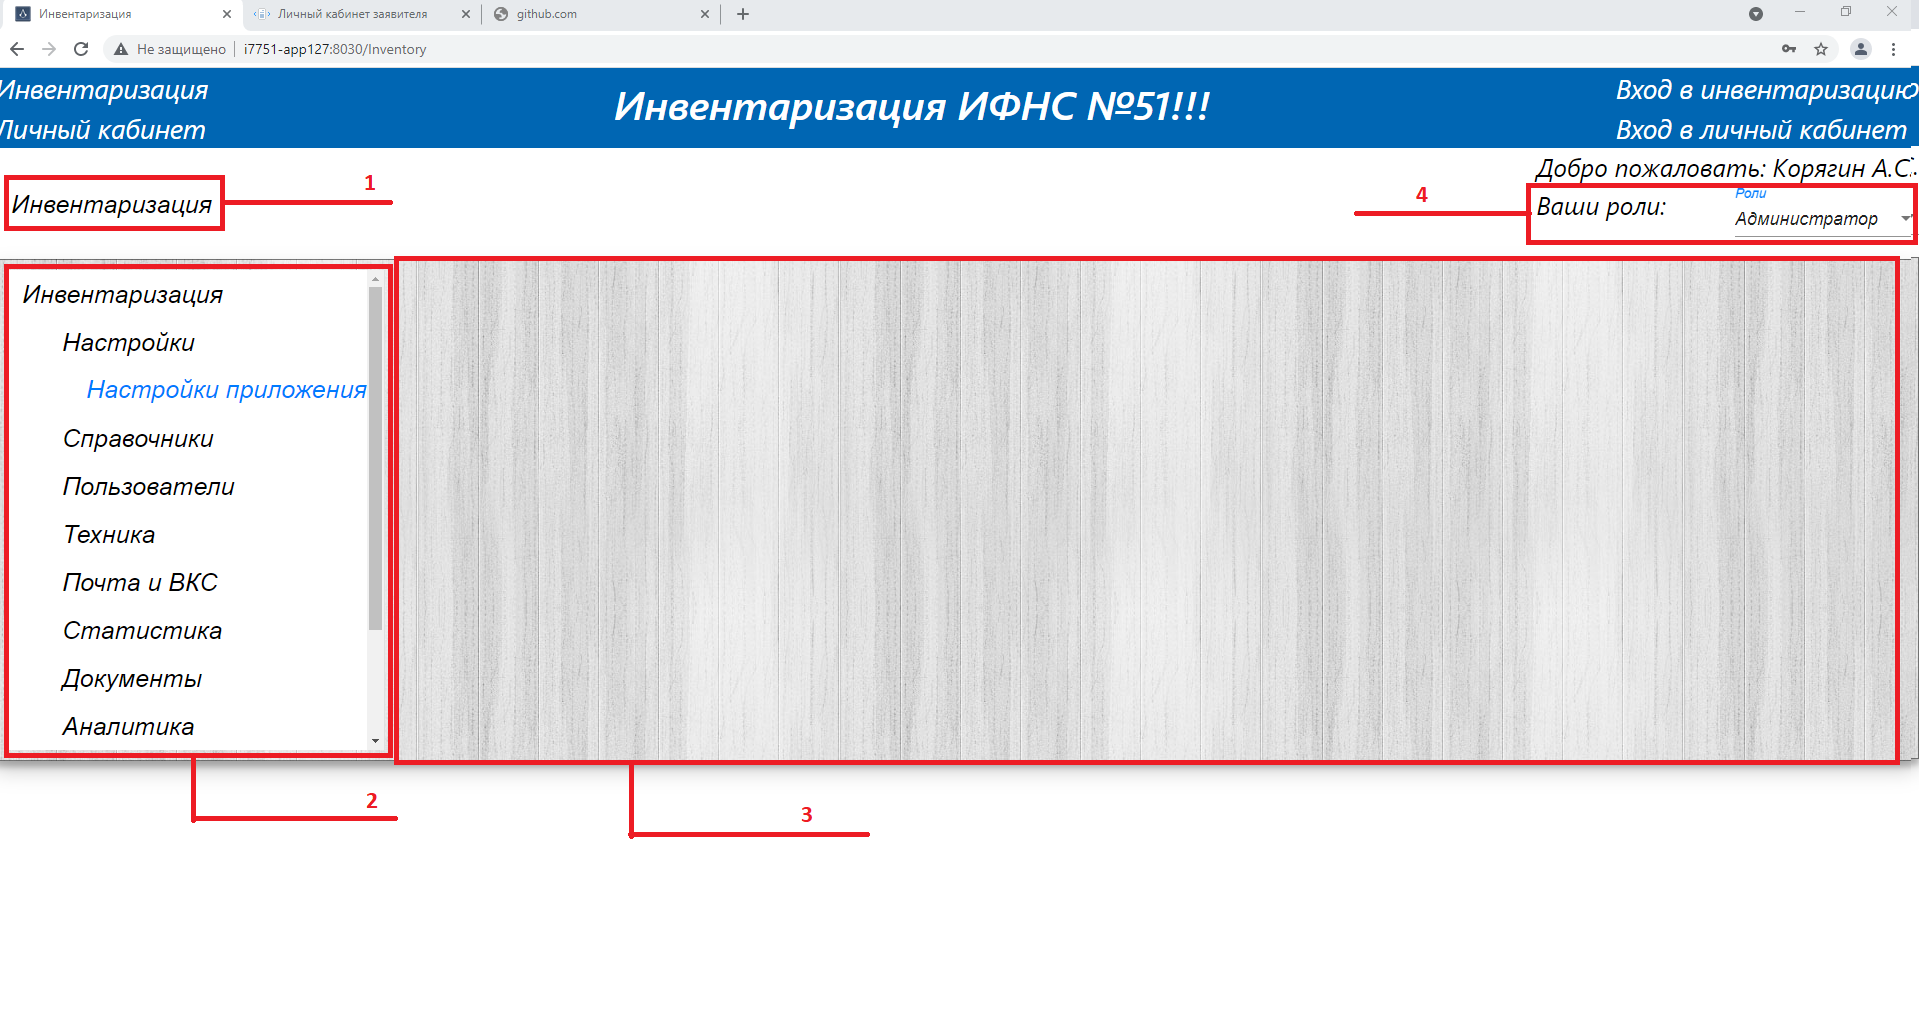 Инвентаризация
Личный кабинет заявителя
github.com
Не защищено
i7751-app127:8030/Inventory
Инвентаризация
Личный кабинет
Инвентаризация ИФНС №51!!!
Вход в инвентаризацию
Вход в личный кабинет
Добро пожаловать: Корягин А.С.
1
Инвентаризация
4
Ваши роли:
Роли
Администратор
Инвентаризация
Настройки
Настройки приложения
Справочники
Пользователи
Техника
Почта и ВКС
Статистика
Документы
Аналитика
2
3